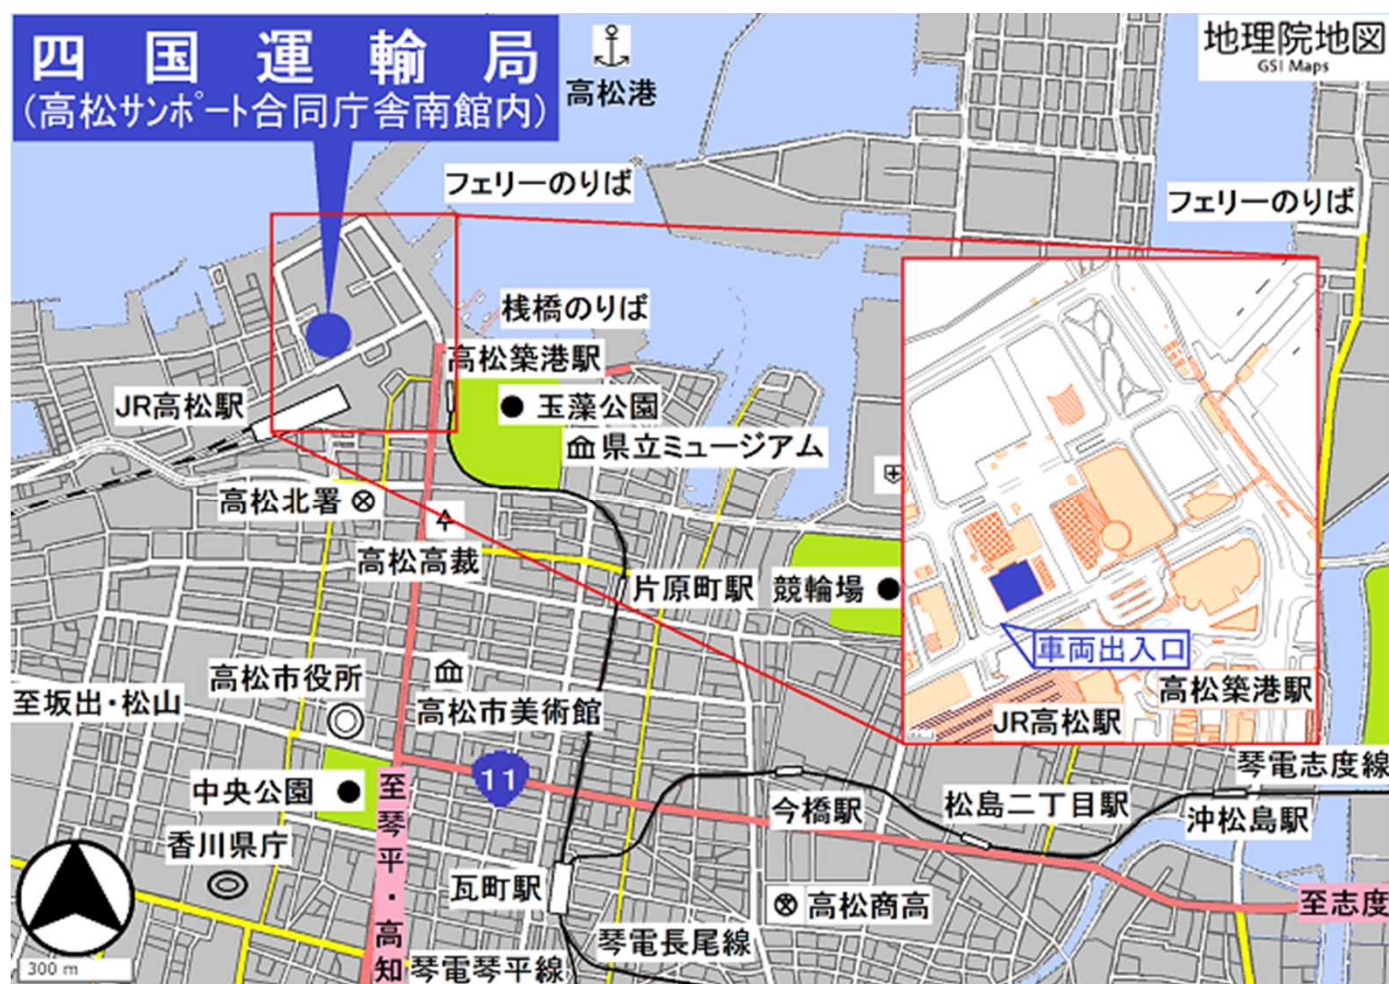 四国運輸局
(高松サンポート合同庁舎南館内)
高松港
地理院地図
GSI Maps
フェリーのりば
フェリーのりば
桟橋のりば
高松築港駅
JR高松駅
玉藻公園
県立ミュージアム
高松北署
高松高裁
片原町駅
競輪場
車両出入口
高松築港駅
JR高松駅
高松市役所
至坂出・松山
高松市美術館
11
琴電志度線
中央公園
至琴平・高知
今橋駅
松島二丁目駅
沖松島駅
香川県庁
瓦町駅
高松商高
至志度
琴電長尾線
琴電琴平線
300 m